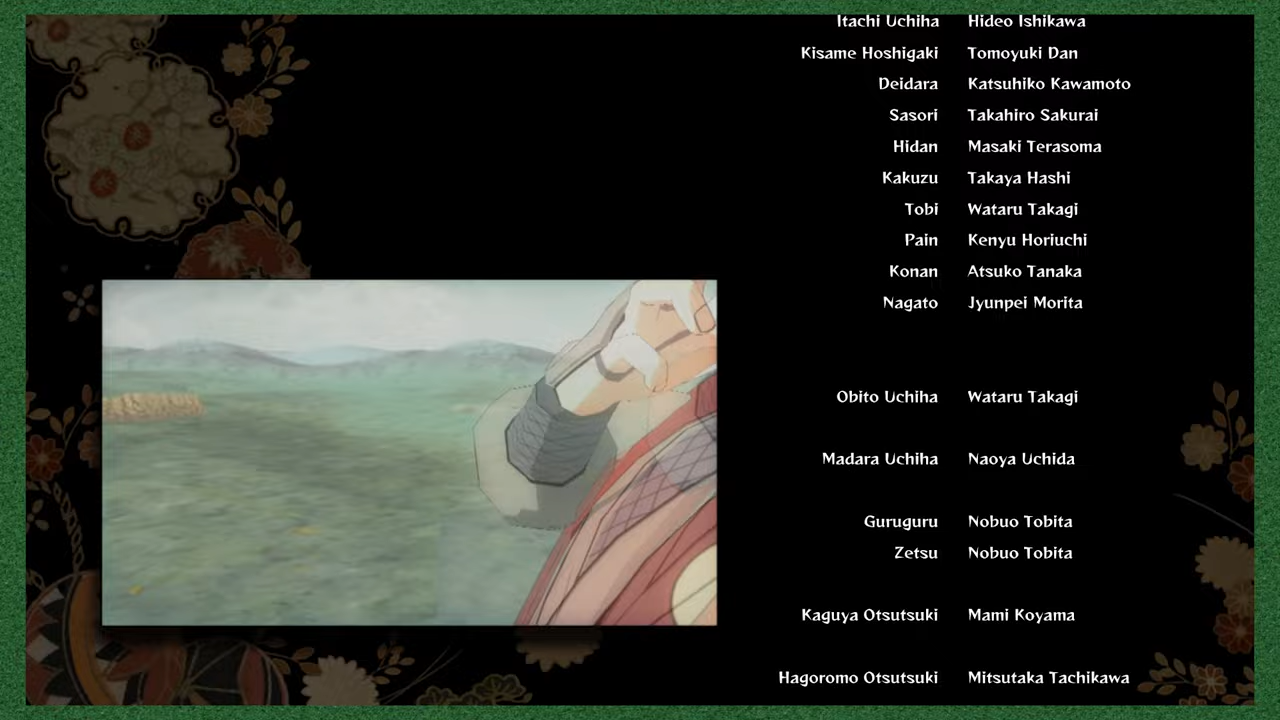 Itachi Uchiha Hideo Ishikawa
Kisame Hoshigaki Tomoyuki Dan
Deidara Katsuhiko Kawamoto
Sasori Takahiro Sakurai
Hidan Masaki Terasoma
Kakuzu Takaya Hashi
Tobi Wataru Takagi
Pain Kenyu Horiuchi
Konan Atsuko Tanaka
Nagato Jyunpei Morita
Obito Uchiha Wataru Takagi
Madara Uchiha Naoya Uchida
Guruguru Nobuo Tobita
Zetsu Nobuo Tobita
Kaguya Otsutsuki Mami Koyama
Hagoromo Otsutsuki Mitsutaka Tachikawa